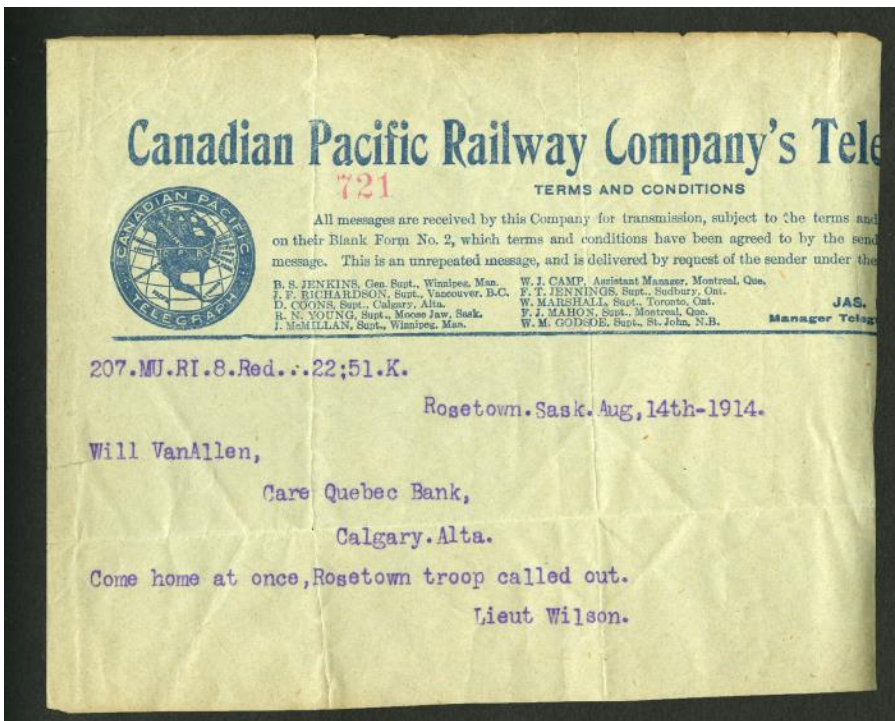 Canadian Pacific Railway Company's Tele
721
TERMS AND CONDITIONS
CANADIAN PACIFIC
C.P.R.
TELEGRAPH
All messages are received by this Company for transmission, subject to the terms and
on their Blank Form No. 2, which terms and conditions have been agreed to by the send
message. This is an unrepeated message, and is delivered by request of the sender under the
B. S. JENKINS, Gen. Supt., Winnipeg, Man.
J. F. RICHARDSON, Supt., Vancouver, B.C.
D. COONS, Supt., Calgary, Alta.
R. N. YOUNG, Supt., Moose Jaw, Sask.
J. McMILLAN, Supt., Winnipeg, Man.
W. J. CAMP, Assistant Manager, Montreal, Que.
F. T. JENNINGS, Supt., Sudbury, Ont.
W. MARSHALL, Supt., Toronto, Ont.
F. J. MAHON, Supt., Montreal, Que.
W. M. GODSOE, Supt., St. John, N.B.
JAS.
Manager Telegr
207.MU.RI.8.Red...22;51.K.
Rosetown.Sask.Aug,14th-1914.
Will VanAllen,
Care Quebec Bank,
Calgary.Alta.
Come home at once,Rosetown troop called out.
Lieut Wilson.